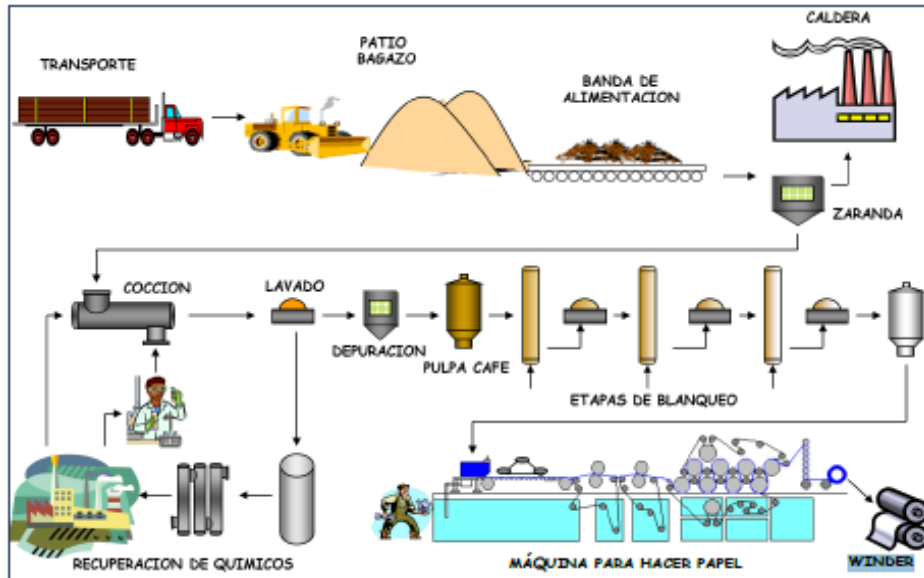 CALDERA
TRANSPORTE
PATIO
BAGAZO
BANDA DE
ALIMENTACION
ZARANDA
COCCION
LAVADO
DEPURACION
PULPA CAFE
ETAPAS DE BLANQUEO
RECUPERACION DE QUIMICOS
MÁQUINA PARA HACER PAPEL
WINDER